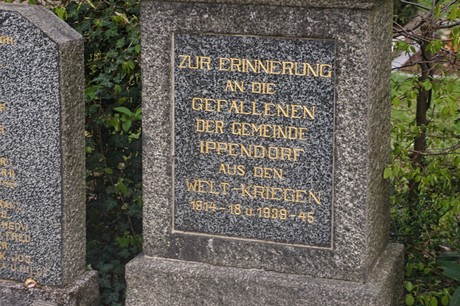 ZUR ERINNERUNG
AN DIE
GEFALLENEN
DER GEMEINDE
IPPENDORF
AUS DEN
WELT-KRIEGEN
1914-18 U. 1939-45.